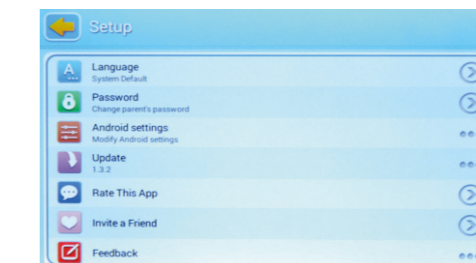 Setup
Language
System Default
Password
Change parent's password
Android settings
Modify Android settings
Update
1.3.2
Rate This App
Invite a Friend
Feedback